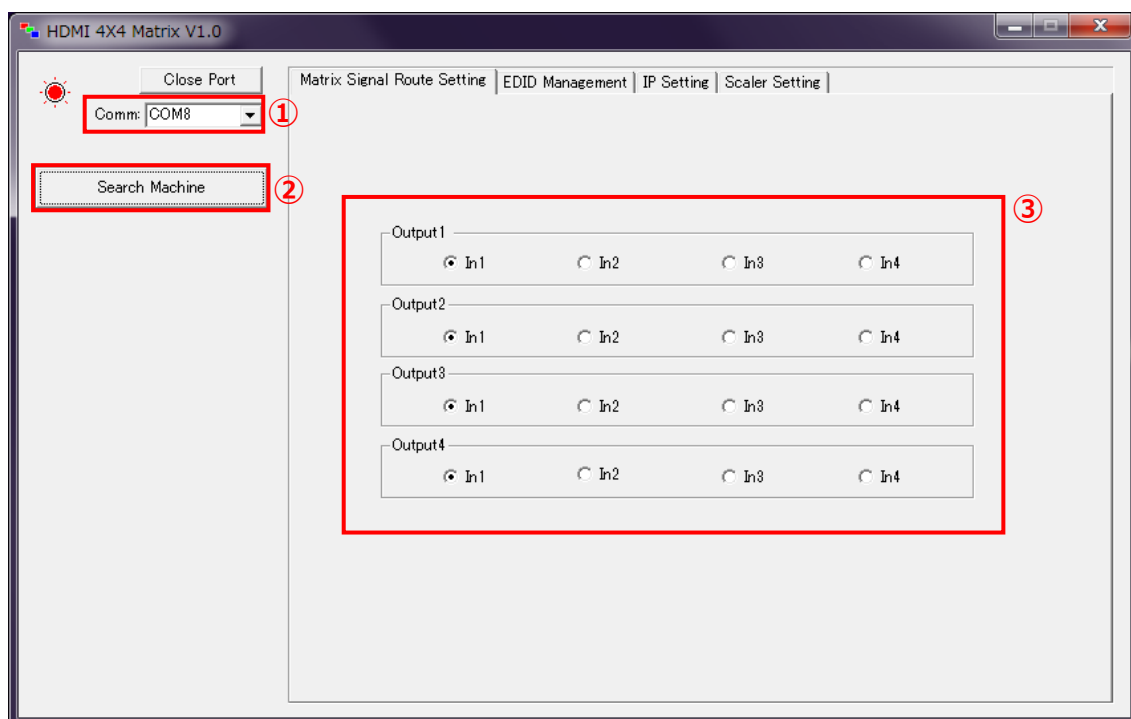 HDMI 4X4 Matrix V1.0
Close Port
Comm: COM8
①
Search Machine
②
Matrix Signal Route Setting
EDID Management
IP Setting
Scaler Setting
③
Output1
In1 In2 In3 In4
Output2
In1 In2 In3 In4
Output3
In1 In2 In3 In4
Output4
In1 In2 In3 In4